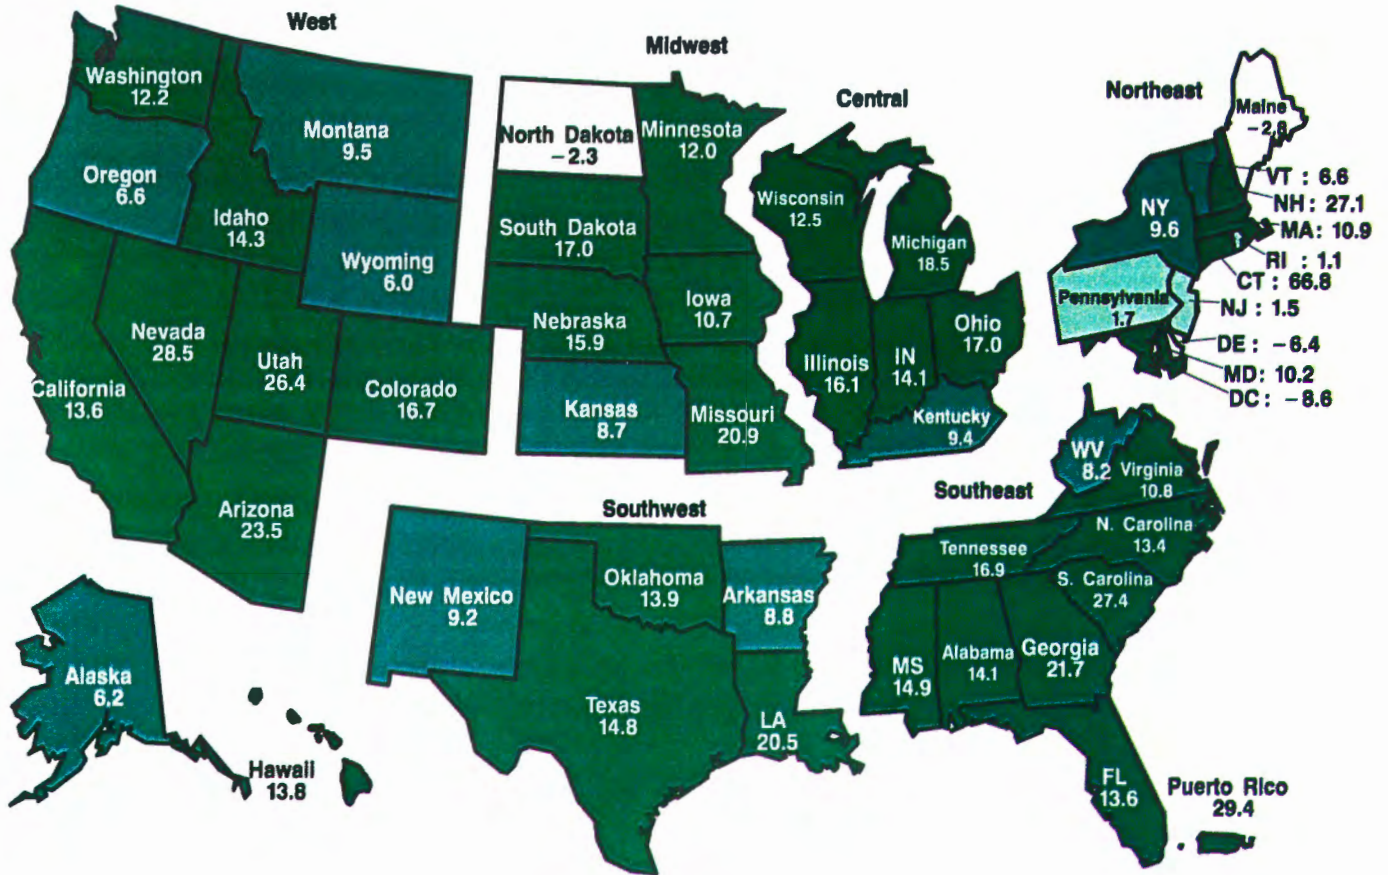 West
Washington
12.2
Montana
9.5
Oregon
6.6
Idaho
14.3
Wyoming
6.0
Nevada
28.5
Utah
26.4
Colorado
16.7
California
13.6
Arizona
23.5
Alaska
6.2
Hawaii
13.8
Midwest
North Dakota
-2.3
Minnesota
12.0
South Dakota
17.0
Nebraska
15.9
Iowa
10.7
Kansas
8.7
Missouri
20.9
Central
Wisconsin
12.5
Michigan
18.5
Illinois
16.1
IN
14.1
Ohio
17.0
Kentucky
9.4
Northeast
Maine
NY
9.6
VT : 6.6
NH: 27.1
MA: 10.9
RI : 1.1
CT: 66.8
Pennsylvania
1.7
NJ : 1.5
DE: -6.4
MD: 10.2
DC: -8.6
Southwest
New Mexico
9.2
Oklahoma
13.9
Arkansas
8.8
Texas
14.8
LA
20.5
Southeast
WV
8.2
Virginia
10.8
N. Carolina
13.4
Tennessee
16.9
S. Carolina
27.4
MS
14.9
Alabama
14.1
Georgia
21.7
FL
13.6
Puerto Rico
29.4